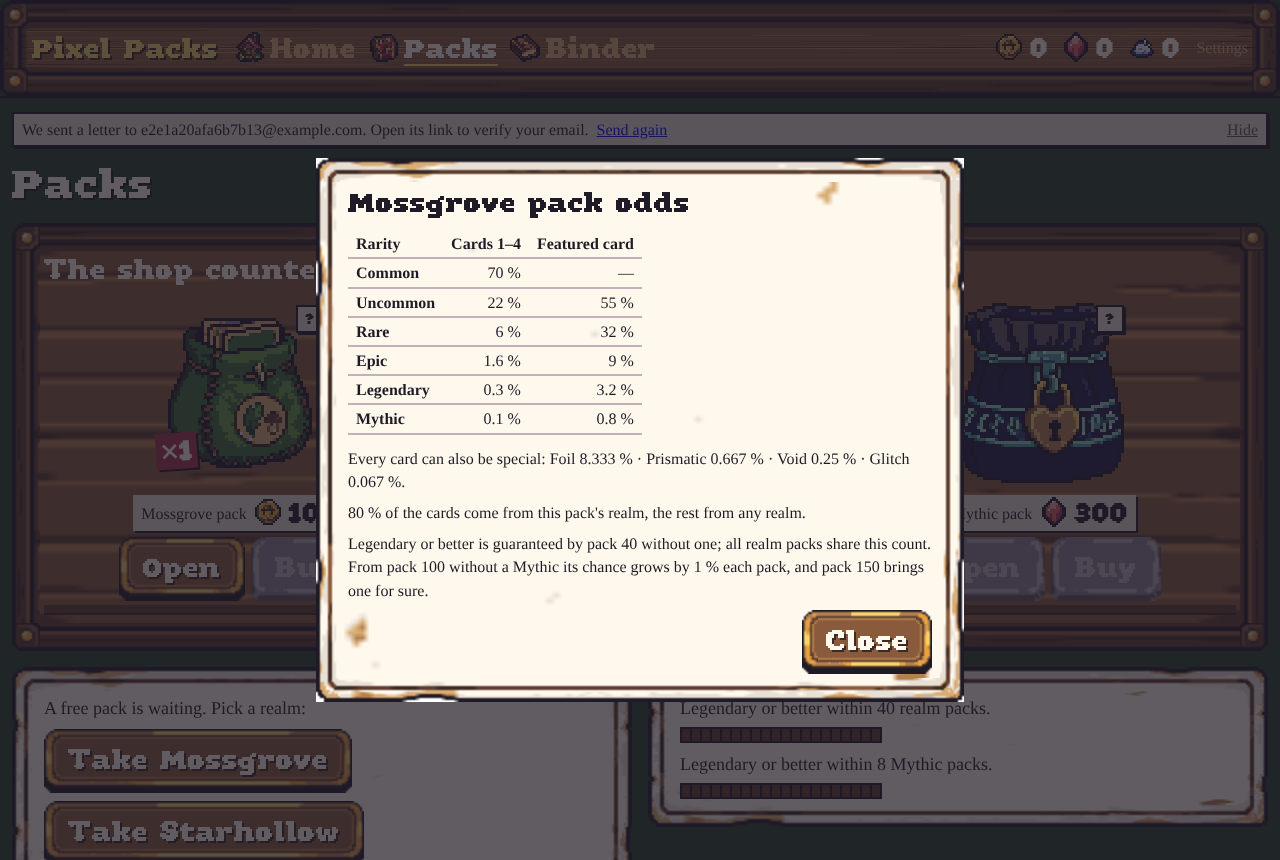 Pixel Packs Home Packs Binder 0 0 0 Settings
We sent a letter to e2e1a20afa6b7b13@example.com. Open its link to verify your email. Send again Hide
Packs
The shop counte
? ?
×1
Mossgrove pack 10
ythic pack 300
Open Bu
pen Buy
Mossgrove pack odds
Rarity Cards 1–4 Featured card
Common 70 % —
Uncommon 22 % 55 %
Rare 6 % 32 %
Epic 1.6 % 9 %
Legendary 0.3 % 3.2 %
Mythic 0.1 % 0.8 %
Every card can also be special: Foil 8.333 % · Prismatic 0.667 % · Void 0.25 % · Glitch
0.067 %.
80 % of the cards come from this pack's realm, the rest from any realm.
Legendary or better is guaranteed by pack 40 without one; all realm packs share this count.
From pack 100 without a Mythic its chance grows by 1 % each pack, and pack 150 brings
one for sure.
Close
A free pack is waiting. Pick a realm:
Take Mossgrove
Take Starhollow
Legendary or better within 40 realm packs.
Legendary or better within 8 Mythic packs.